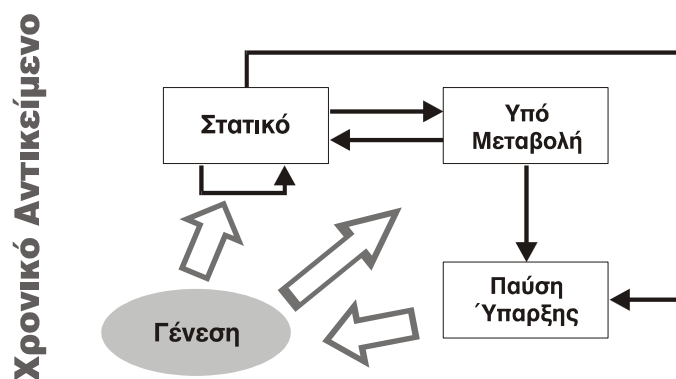 Χρονικό Αντικείμενο
Στατικό
Υπό
Μεταβολή
Παύση
Ύπαρξης
Γένεση